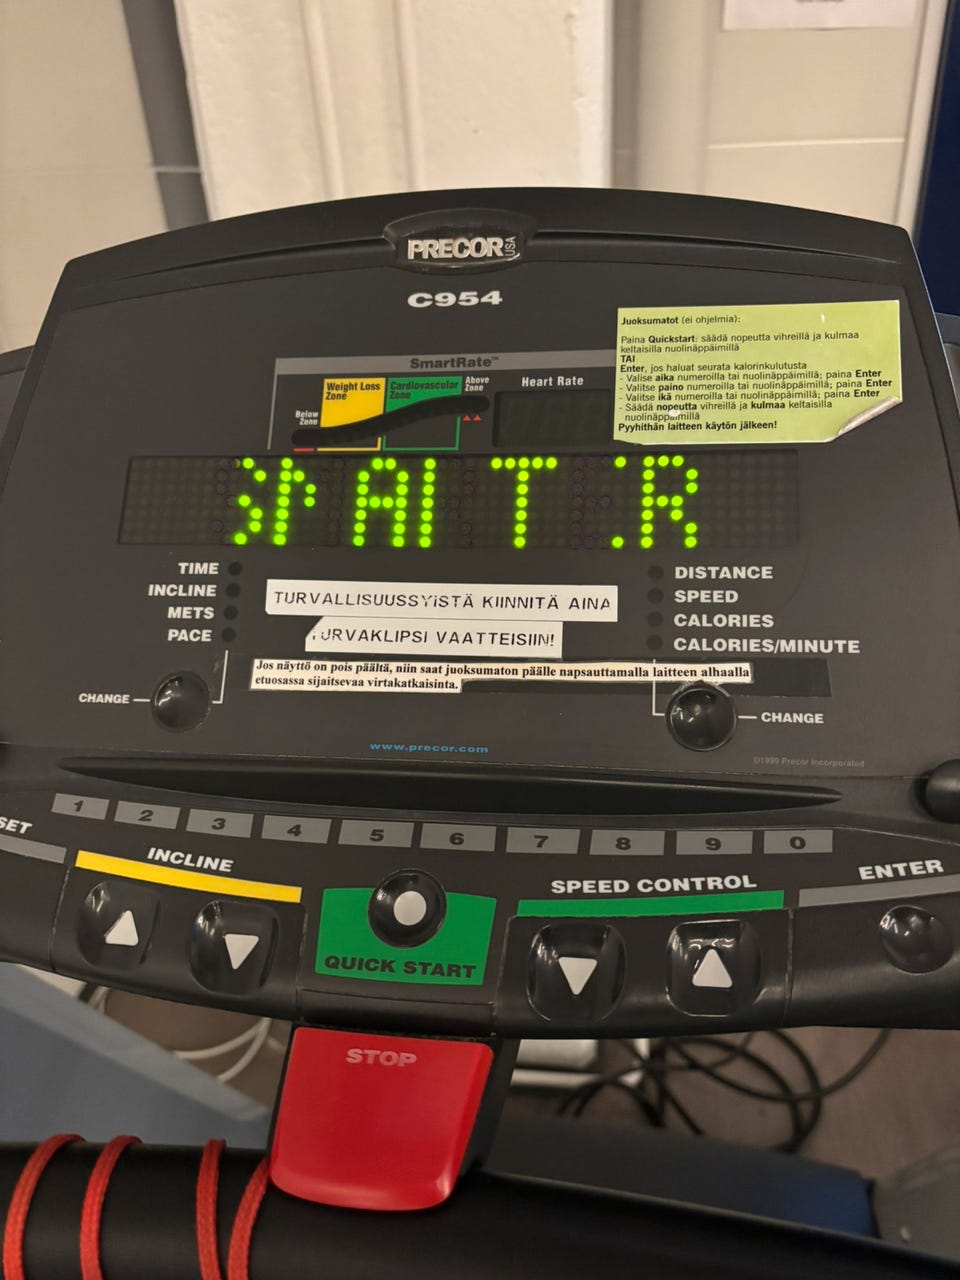 PRECOR USA
C954
SmartRate™
Weight Loss Zone
Cardiovascular Zone
Above Zone
Below Zone
Heart Rate
Juoksumatot (ei ohjelmia):
Paina Quickstart: säädä nopeutta vihreillä ja kulmaa
keltaisilla nuolinäppäimillä
TAI
Enter, jos haluat seurata kalorinkulutusta
- Valise aika numeroilla tai nuolinäppäimillä; paina Enter
- Valitse paino numeroilla tai nuolinäppäimillä; paina Enter
- Valitse ikä numeroilla tai nuolinäppäimillä; paina Enter
- Säädä nopeutta vihreillä ja kulmaa keltaisilla
nuolinäppäimillä
Pyyhithän laitteen käytön jälkeen!
TIME
INCLINE
METS
PACE
CHANGE
DISTANCE
SPEED
CALORIES
CALORIES/MINUTE
CHANGE
TURVALLISUUSSYiSTÄ KIINNITÄ AINA
TURVAKLIPSI VAATTEISIIN!
Jos näyttö on pois päältä, niin saat juoksumaton päälle napsauttamalla laitteen alhaalla
etuosassa sijaitsevaa virtakatkaisinta.
www.precor.com
©1999 Precor Incorporated
1 2 3 4 5 6 7 8 9 0
SET
INCLINE
QUICK START
SPEED CONTROL
ENTER
STOP